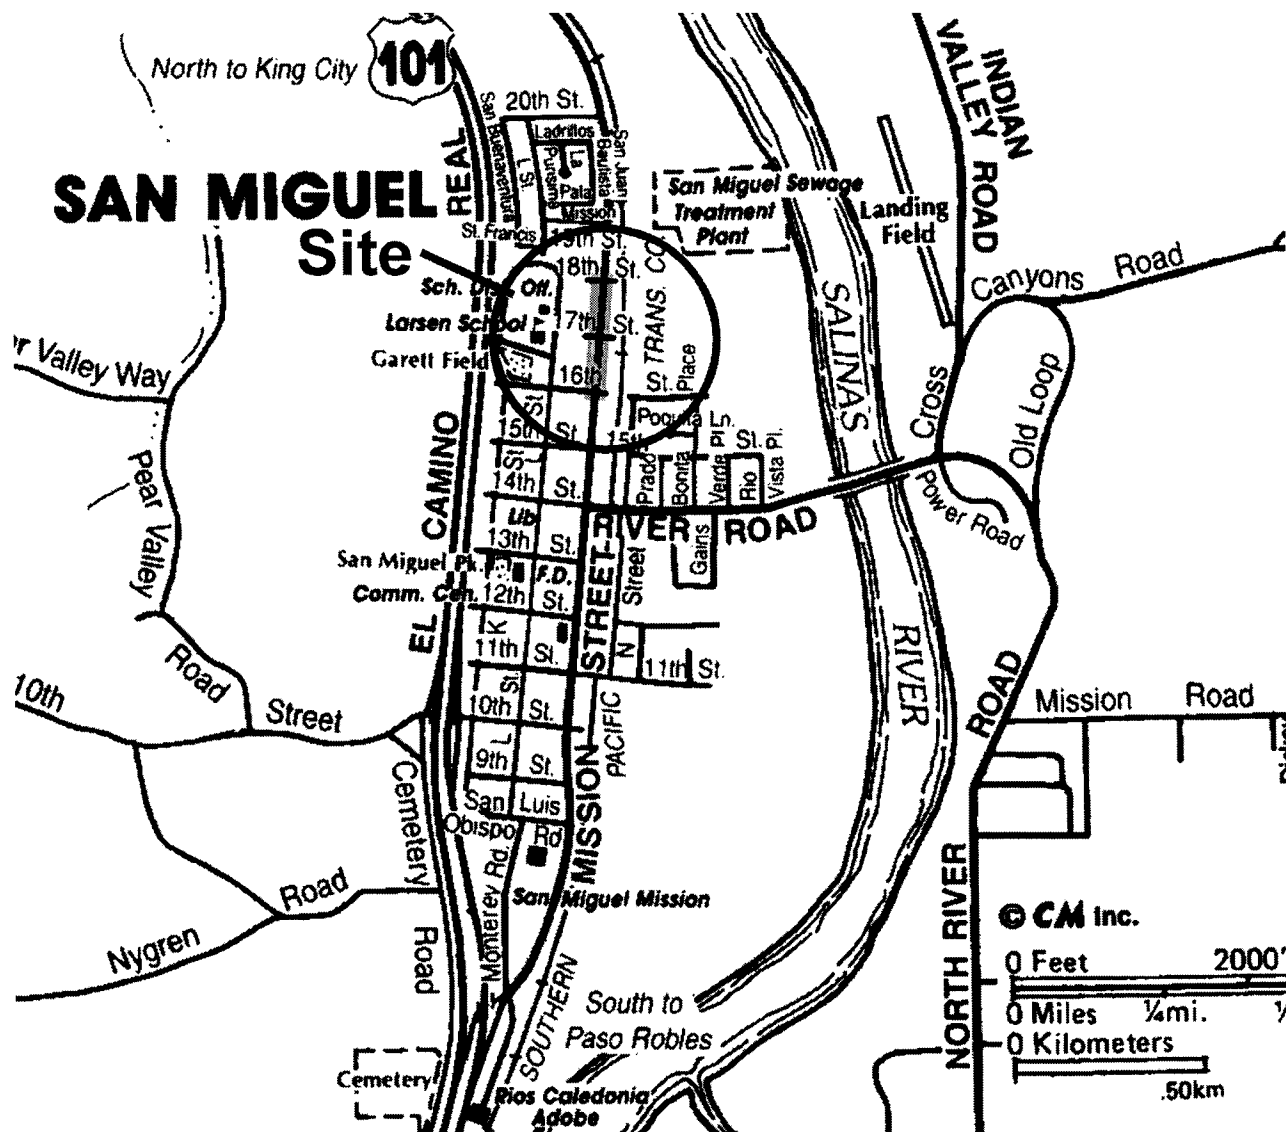 North to King City
101
INDIAN
VALLEY ROAD
20th St.
San Buenaventura
Ladrillos
L St.
La
Purisima
Pala
San Juan
Bautista
Mission
SAN MIGUEL
Site
REAL
St. Francis
19th St.
San Miguel Sewage
Treatment
Plant
Landing
Field
Canyons Road
18th St.
Sch. Dis. Off.
TRANS. CO.
Larsen School
17th St.
Garett Field
16th St.
Place
SALINAS
Valley Way
Cross
Old Loop
EL CAMINO
St.
15th St.
15th
Poquita Ln.
St.
Prado
Bonita
Verde Pl.
Rio
Vista Pl.
Pear Valley
St.
14th St.
Power Road
Lib
RIVER ROAD
13th St.
Gains
San Miguel Pk.
F.D.
Street
Comm. Cen.
12th St.
STREET
K
11th St.
N
11th St.
RIVER
Road
St.
10th
Street
10th St.
PACIFIC
ROAD
Mission Road
L
9th St.
Cemetery
San Luis
Obispo Rd
MISSION
Monterey Rd.
San Miguel Mission
Road
Nygren
Road
NORTH RIVER
© CM Inc.
0 Feet 2000'
0 Miles ¼mi.
0 Kilometers
.50km
SOUTHERN
South to
Paso Robles
Cemetery
Rios Caledonia
Adobe